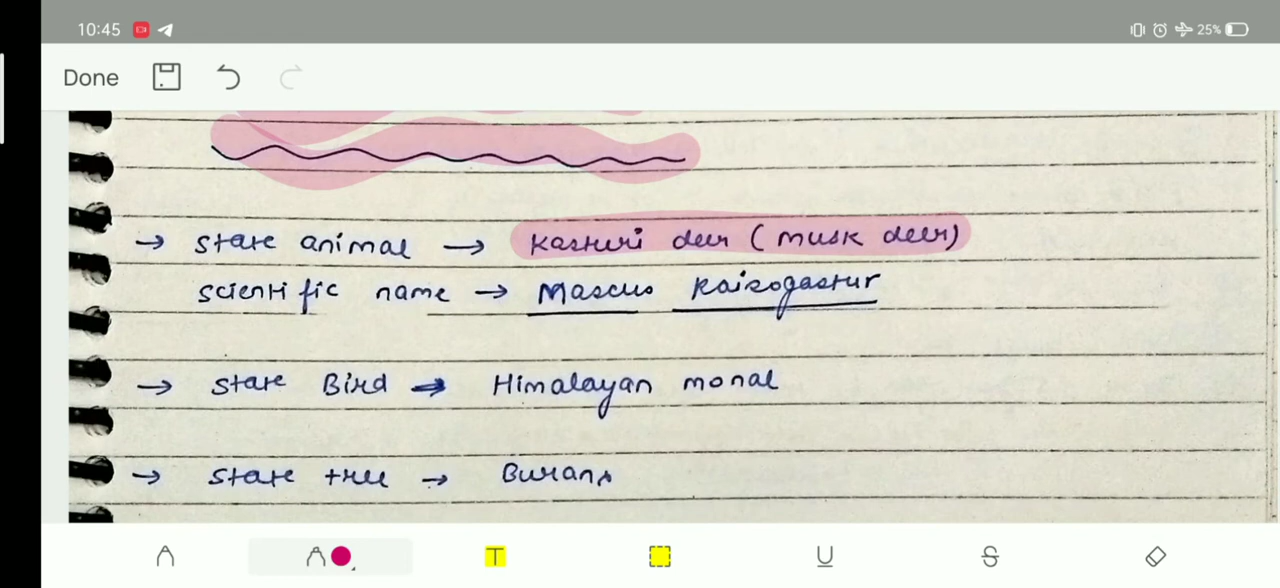 10:45
25%
Done
→ state animal → Kasturi deer (musk deer)
scientific name → Mascus Kaisogastur
→ state Bird → Himalayan monal
→ state tree → Burans
T
U
S